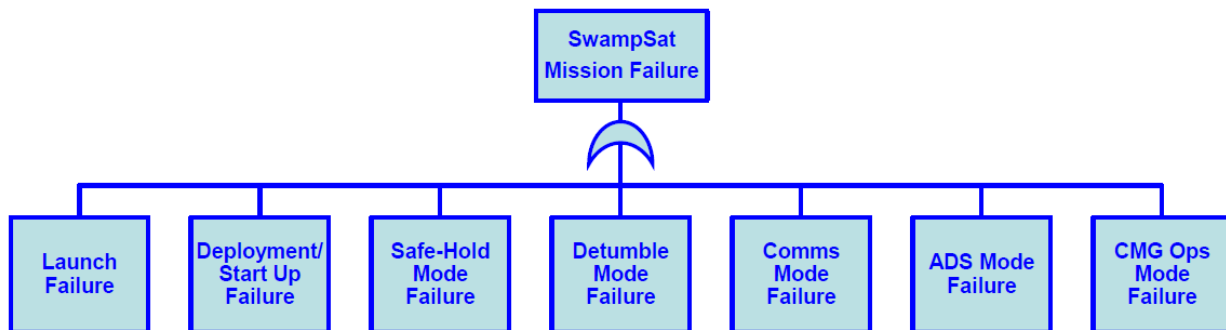 SwampSat
Mission Failure
Launch
Failure
Deployment/
Start Up
Failure
Safe-Hold
Mode
Failure
Detumble
Mode
Failure
Comms
Mode
Failure
ADS Mode
Failure
CMG Ops
Mode
Failure